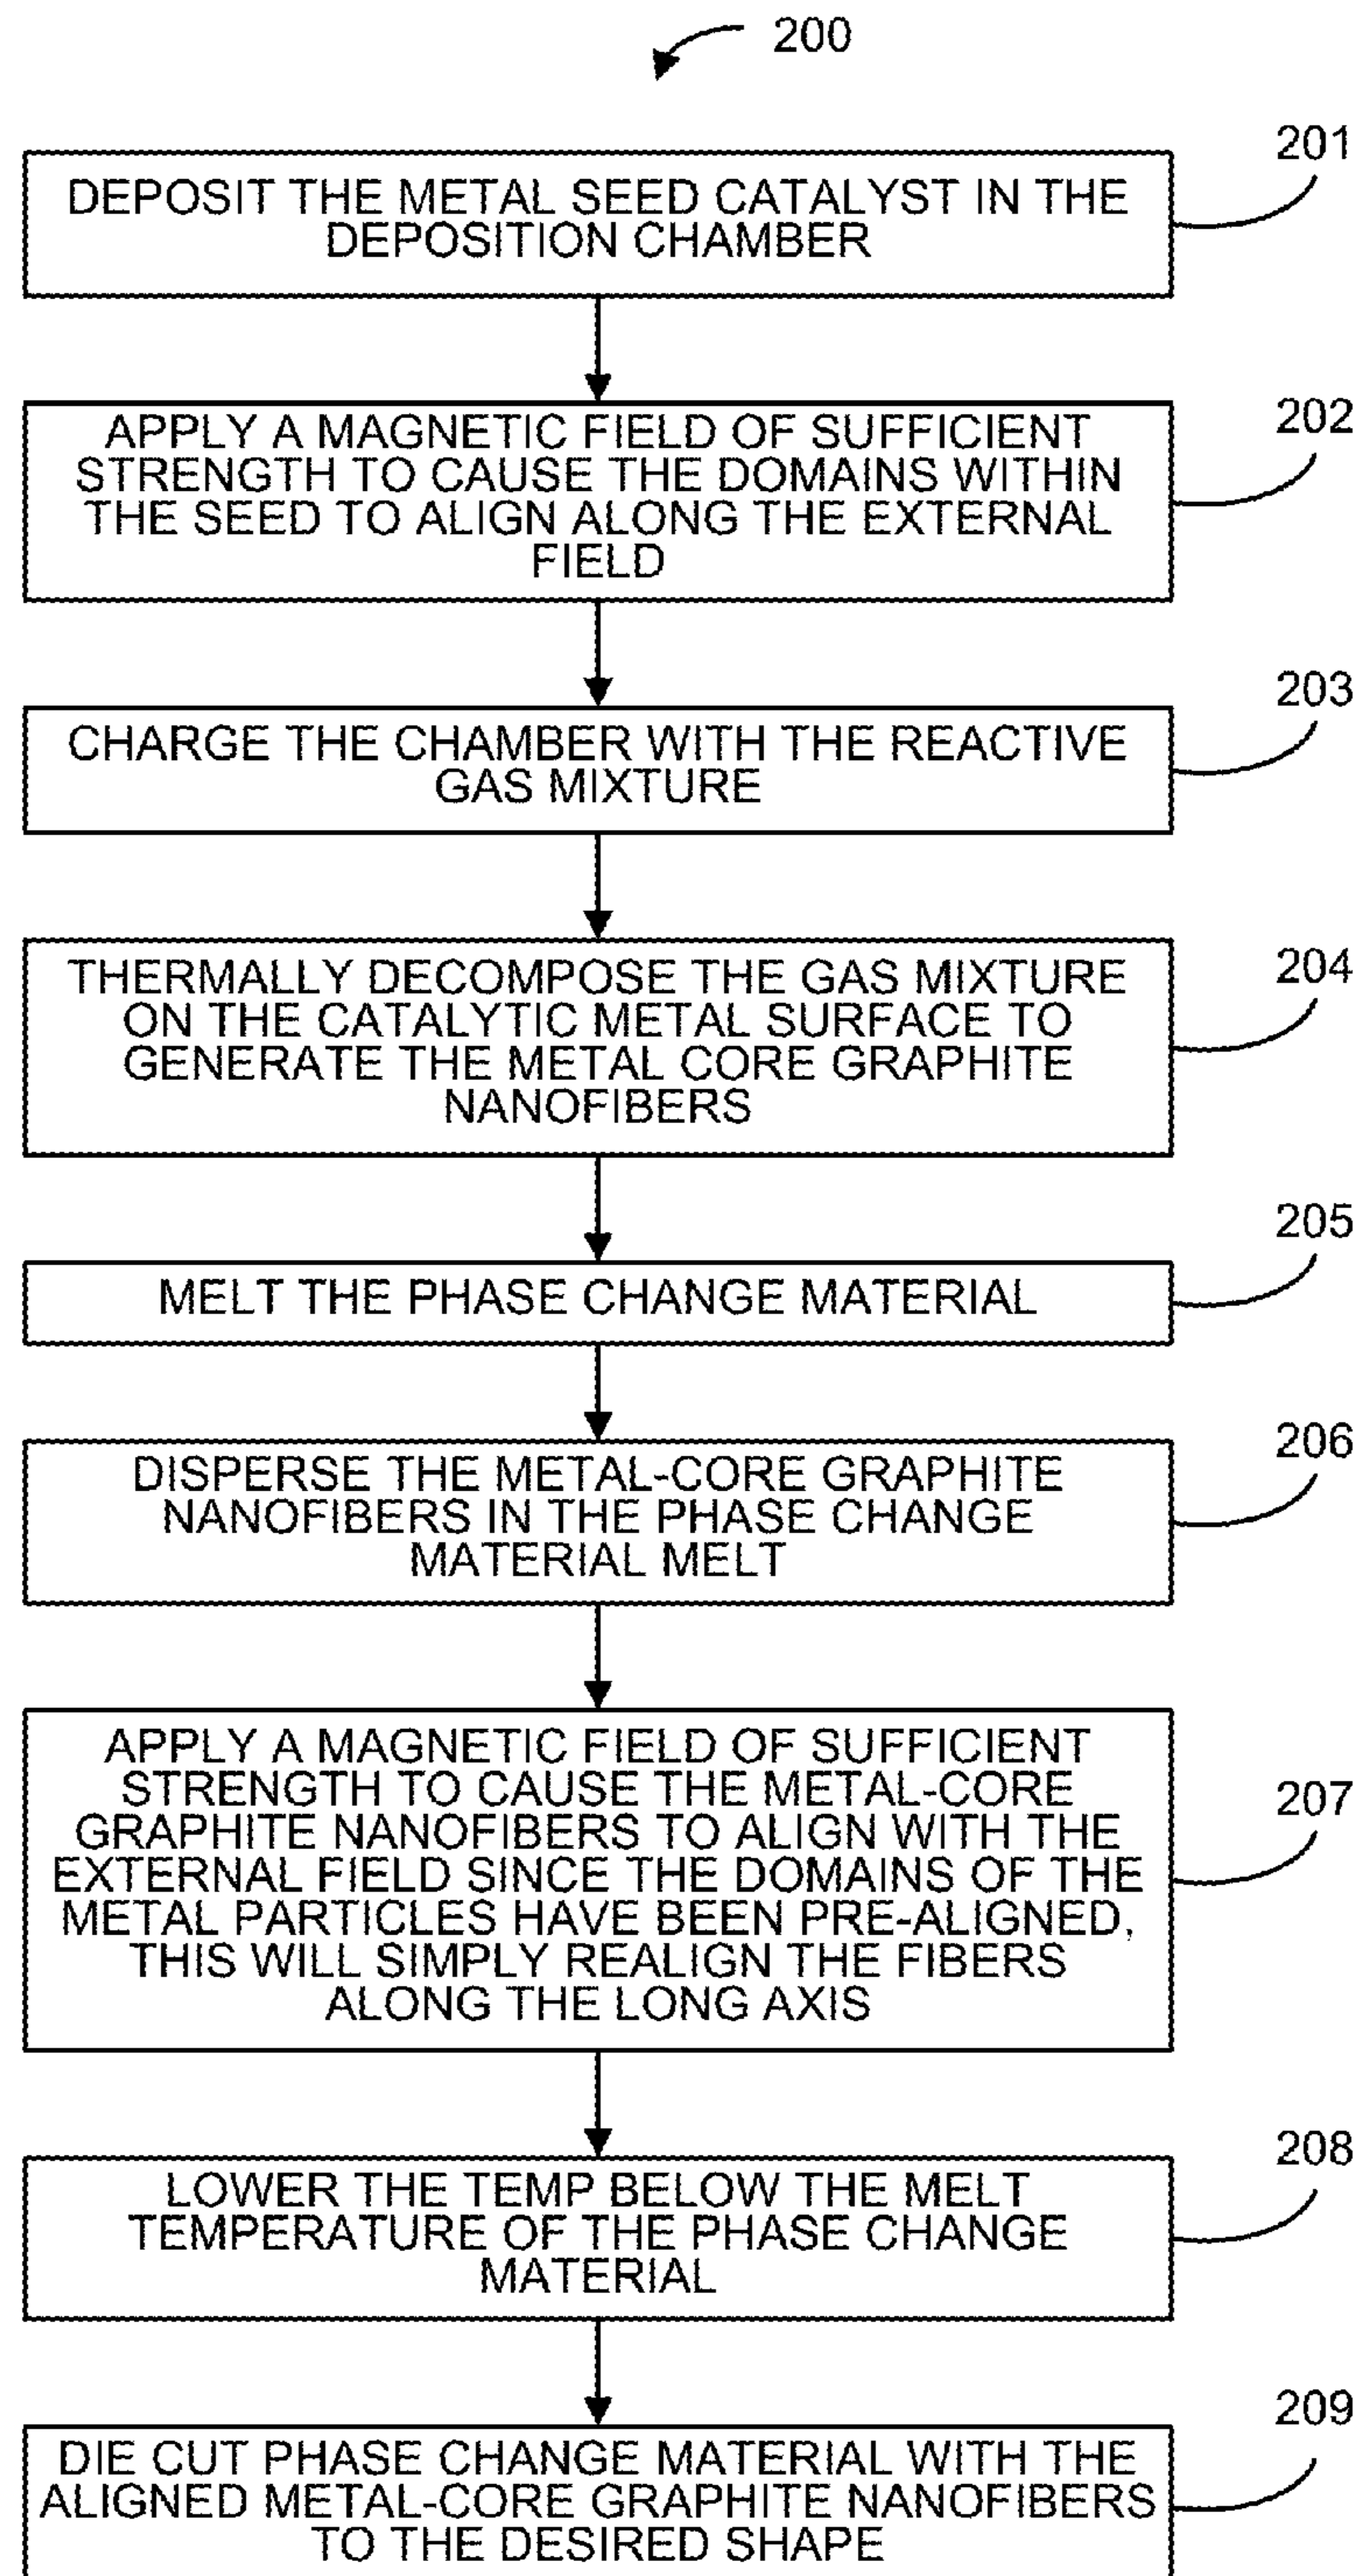 200
201
DEPOSIT THE METAL SEED CATALYST IN THE
DEPOSITION CHAMBER
202
APPLY A MAGNETIC FIELD OF SUFFICIENT
STRENGTH TO CAUSE THE DOMAINS WITHIN
THE SEED TO ALIGN ALONG THE EXTERNAL
FIELD
203
CHARGE THE CHAMBER WITH THE REACTIVE
GAS MIXTURE
204
THERMALLY DECOMPOSE THE GAS MIXTURE
ON THE CATALYTIC METAL SURFACE TO
GENERATE THE METAL CORE GRAPHITE
NANOFIBERS
205
MELT THE PHASE CHANGE MATERIAL
206
DISPERSE THE METAL-CORE GRAPHITE
NANOFIBERS IN THE PHASE CHANGE
MATERIAL MELT
207
APPLY A MAGNETIC FIELD OF SUFFICIENT
STRENGTH TO CAUSE THE METAL-CORE
GRAPHITE NANOFIBERS TO ALIGN WITH THE
EXTERNAL FIELD SINCE THE DOMAINS OF THE
METAL PARTICLES HAVE BEEN PRE-ALIGNED,
THIS WILL SIMPLY REALIGN THE FIBERS
ALONG THE LONG AXIS
208
LOWER THE TEMP BELOW THE MELT
TEMPERATURE OF THE PHASE CHANGE
MATERIAL
209
DIE CUT PHASE CHANGE MATERIAL WITH THE
ALIGNED METAL-CORE GRAPHITE NANOFIBERS
TO THE DESIRED SHAPE